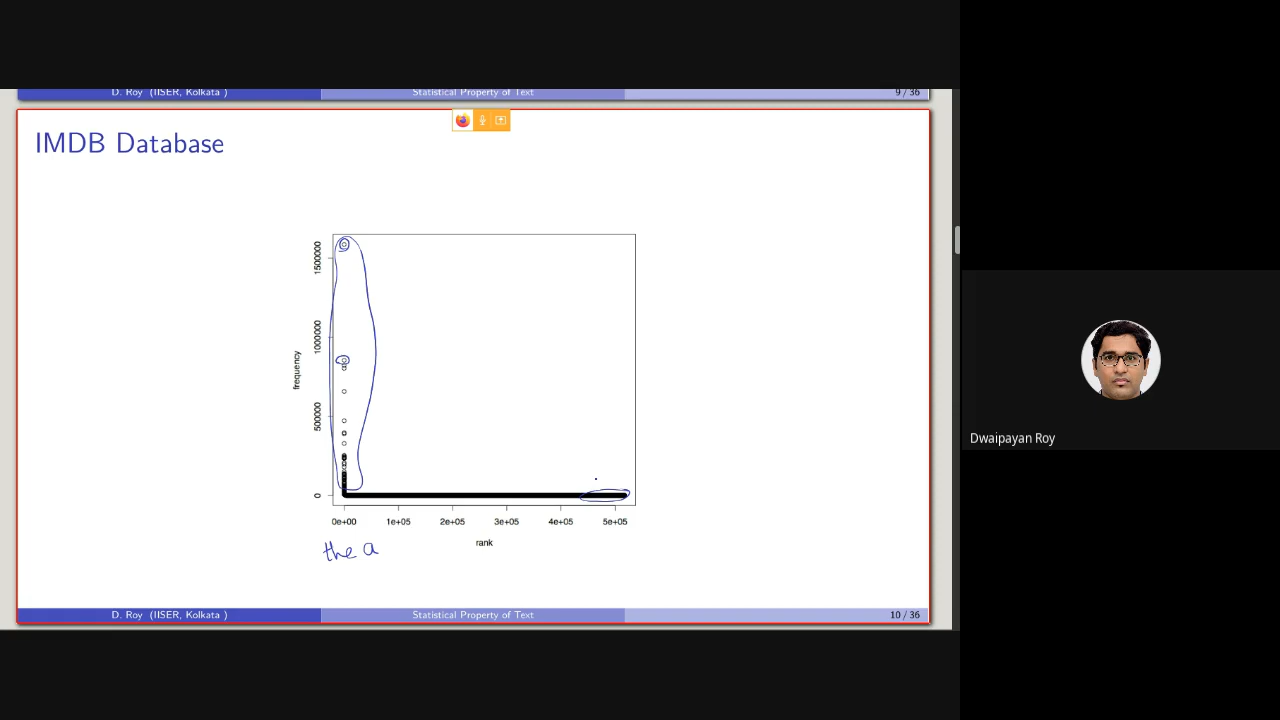 D. Roy (IISER, Kolkata )
Statistical Property of Text
9 / 36
IMDB Database
frequency
1500000
1000000
500000
0
0e+00 1e+05 2e+05 3e+05 4e+05 5e+05
rank
the a
D. Roy (IISER, Kolkata )
Statistical Property of Text
10 / 36
Dwaipayan Roy